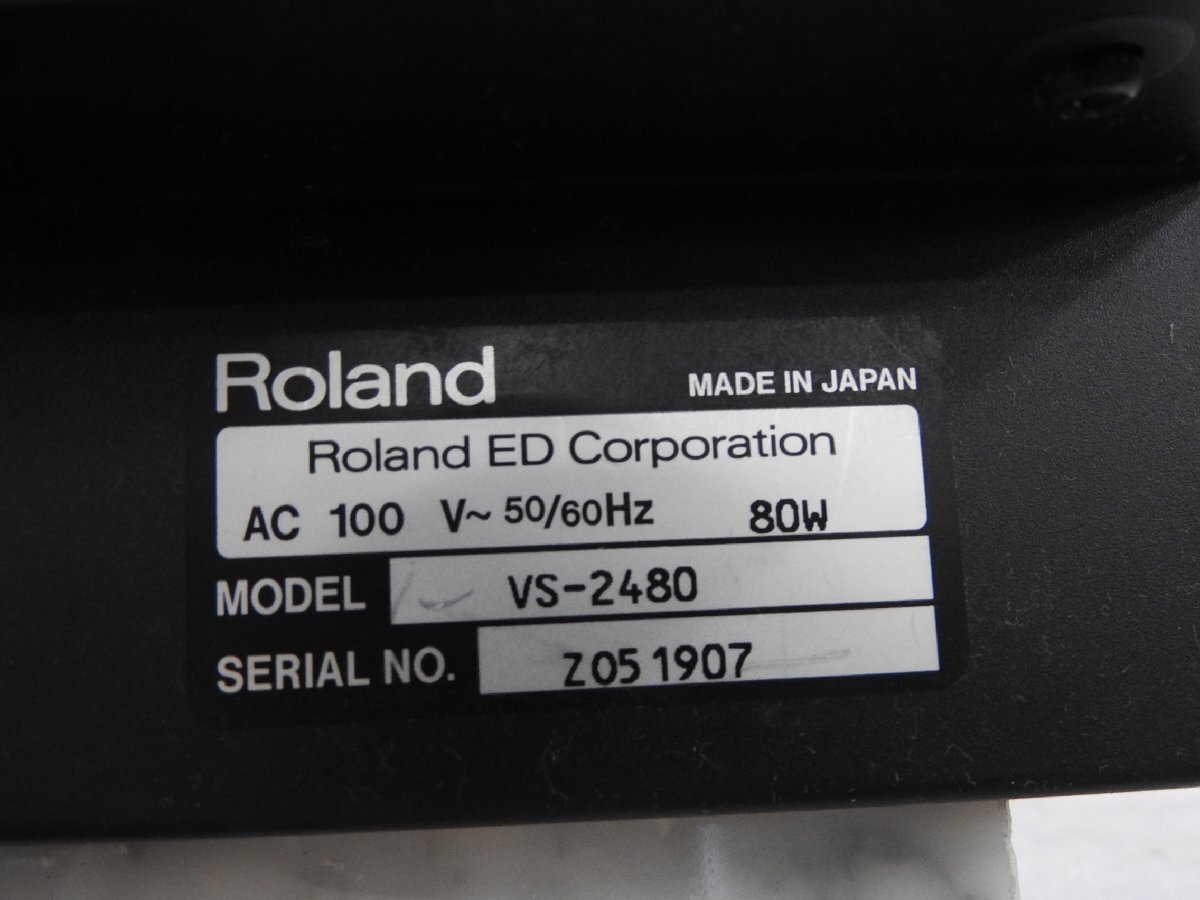 Roland MADE IN JAPAN
Roland ED Corporation
AC 100 V~ 50/60Hz 80W
MODEL VS-2480
SERIAL NO. Z051907